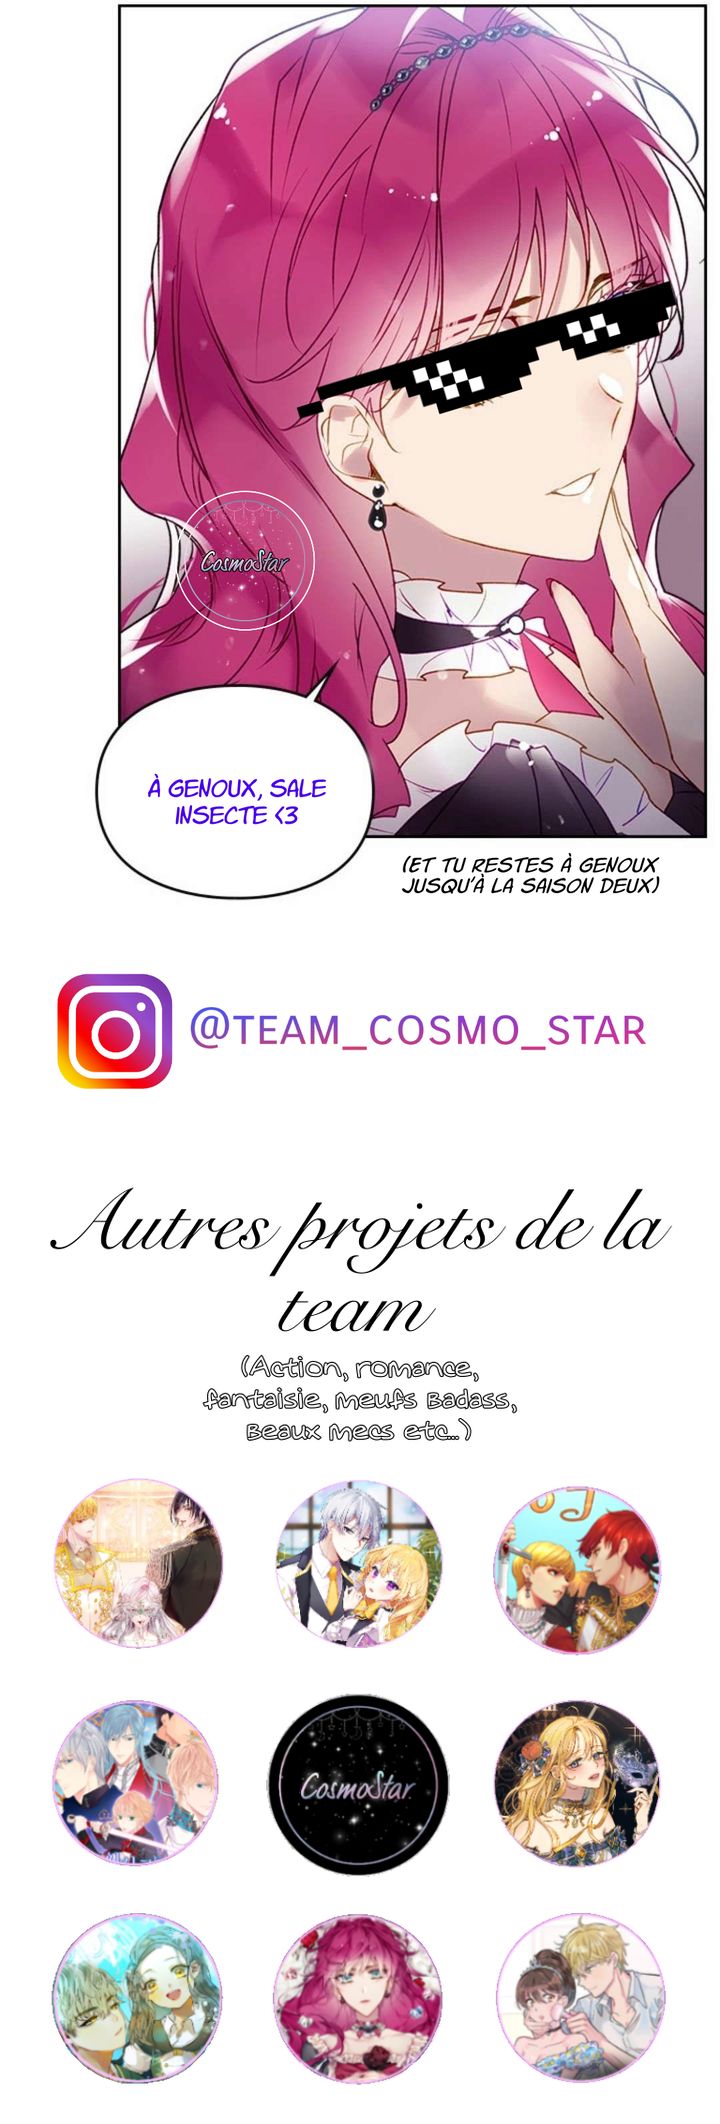 CosmoStar
À GENOUX, SALE
INSECTE <3
(ET TU RESTES À GENOUX
JUSQU'À LA SAISON DEUX)
@TEAM_COSMO_STAR
Autres projets de la
team
(Action, romance,
fantaisie, meufs Badass,
Beaux mecs etc...)
CosmoStar